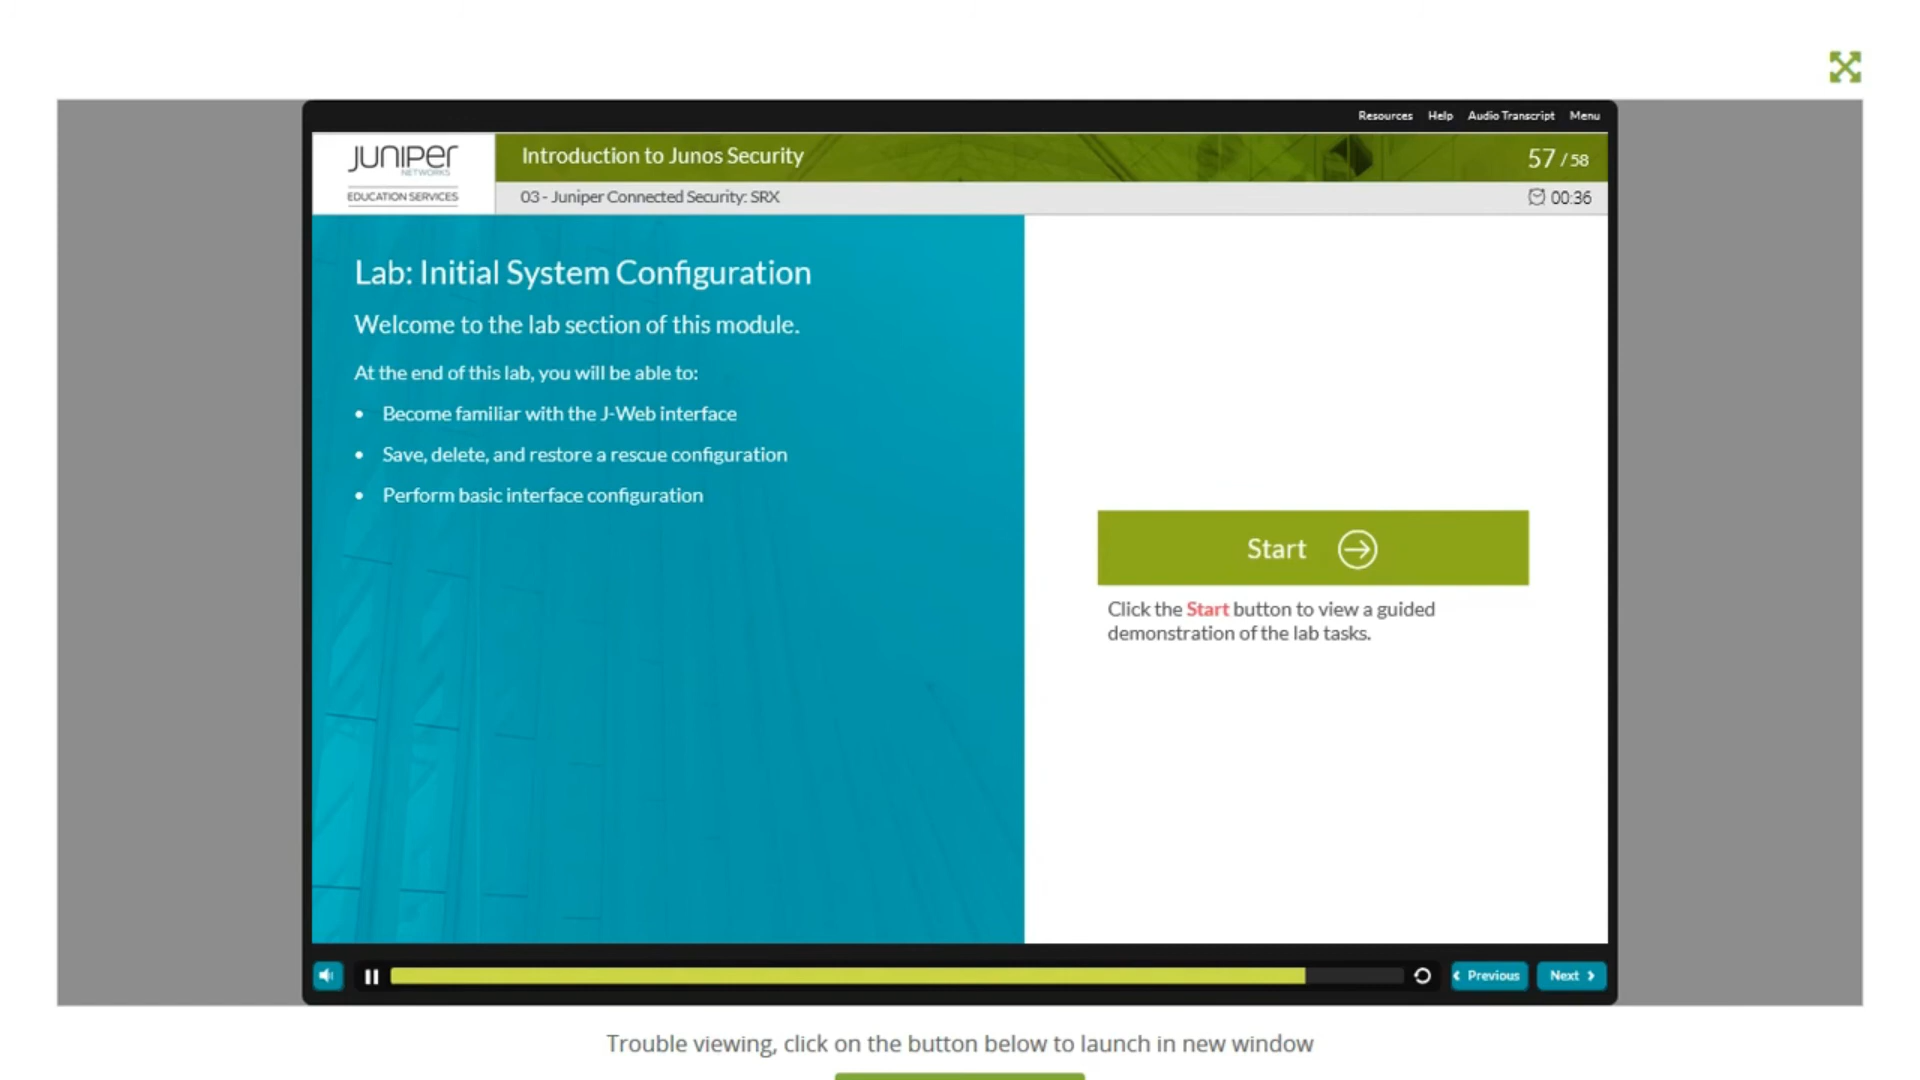 Resources Help Audio Transcript Menu
JUNIPer
NETWORKS
EDUCATION SERVICES
Introduction to Junos Security
57 / 58
03 - Juniper Connected Security: SRX
00:36
Lab: Initial System Configuration
Welcome to the lab section of this module.
At the end of this lab, you will be able to:
• Become familiar with the J-Web interface
• Save, delete, and restore a rescue configuration
• Perform basic interface configuration
Start
Click the Start button to view a guided
demonstration of the lab tasks.
Previous
Next
Trouble viewing, click on the button below to launch in new window